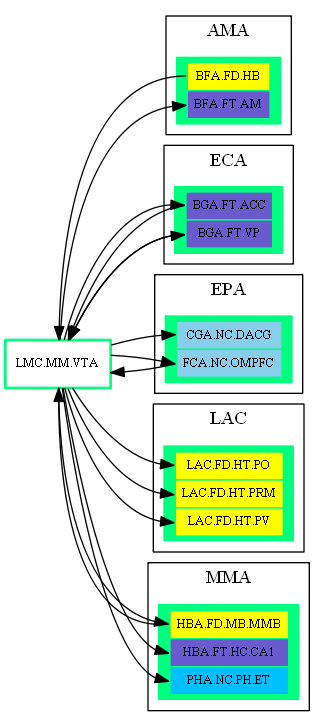 AMA
BFA.FD.HB
BFA.FT.AM
ECA
BGA.FT.ACC
BGA.FT.VP
EPA
CGA.NC.DACG
FCA.NC.OMPFC
LMC.MM.VTA
LAC
LAC.FD.HT.PO
LAC.FD.HT.PRM
LAC.FD.HT.PV
MMA
HBA.FD.MB.MMB
HBA.FT.HC.CA1
PHA.NC.PH.ET